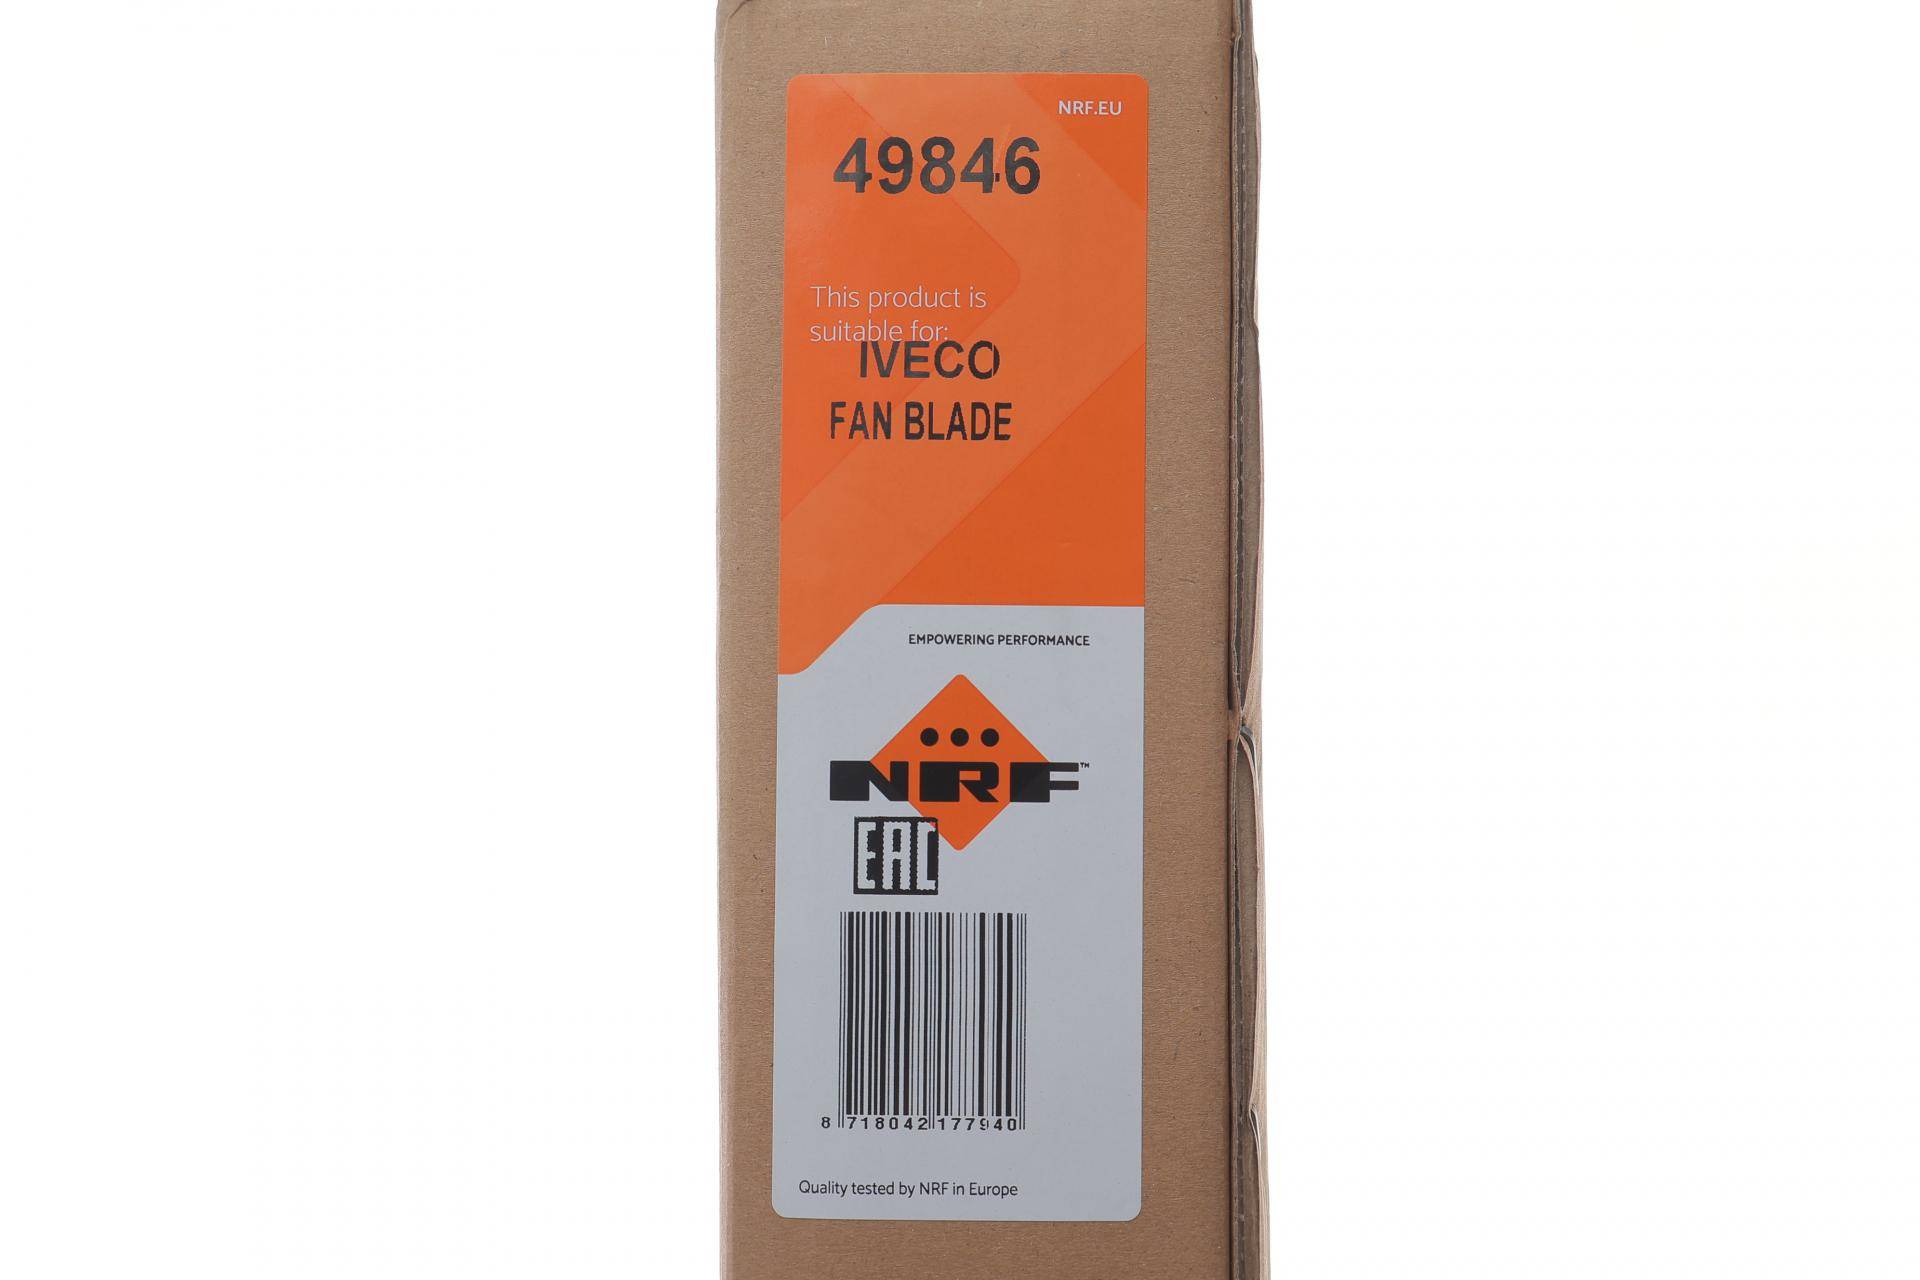 NRF.EU
49846
This product is
suitable for:
IVECO
FAN BLADE
EMPOWERING PERFORMANCE
NRF™
EAC
8 718042 177940
Quality tested by NRF in Europe